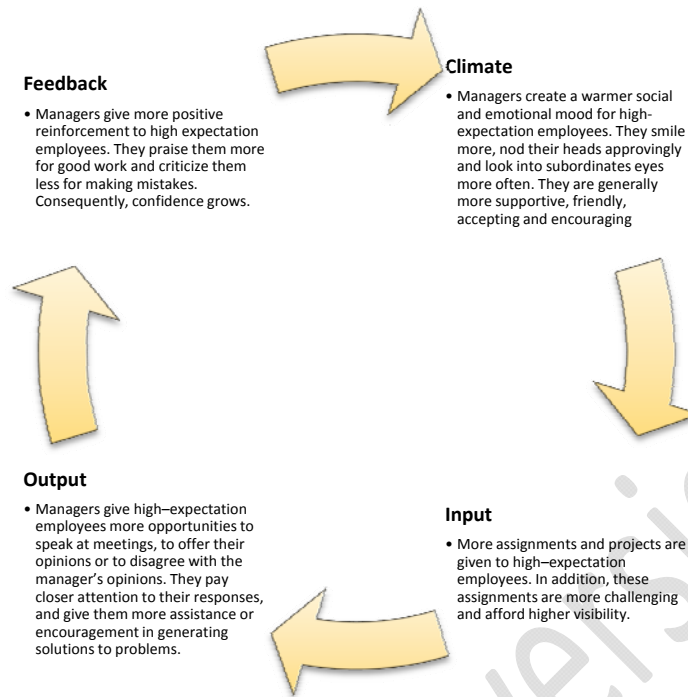 Feedback
• Managers give more positive
reinforcement to high expectation
employees. They praise them more
for good work and criticize them
less for making mistakes.
Consequently, confidence grows.
Climate
• Managers create a warmer social
and emotional mood for high-
expectation employees. They smile
more, nod their heads approvingly
and look into subordinates eyes
more often. They are generally
more supportive, friendly,
accepting and encouraging
Output
• Managers give high–expectation
employees more opportunities to
speak at meetings, to offer their
opinions or to disagree with the
manager’s opinions. They pay
closer attention to their responses,
and give them more assistance or
encouragement in generating
solutions to problems.
Input
• More assignments and projects are
given to high–expectation
employees. In addition, these
assignments are more challenging
and afford higher visibility.